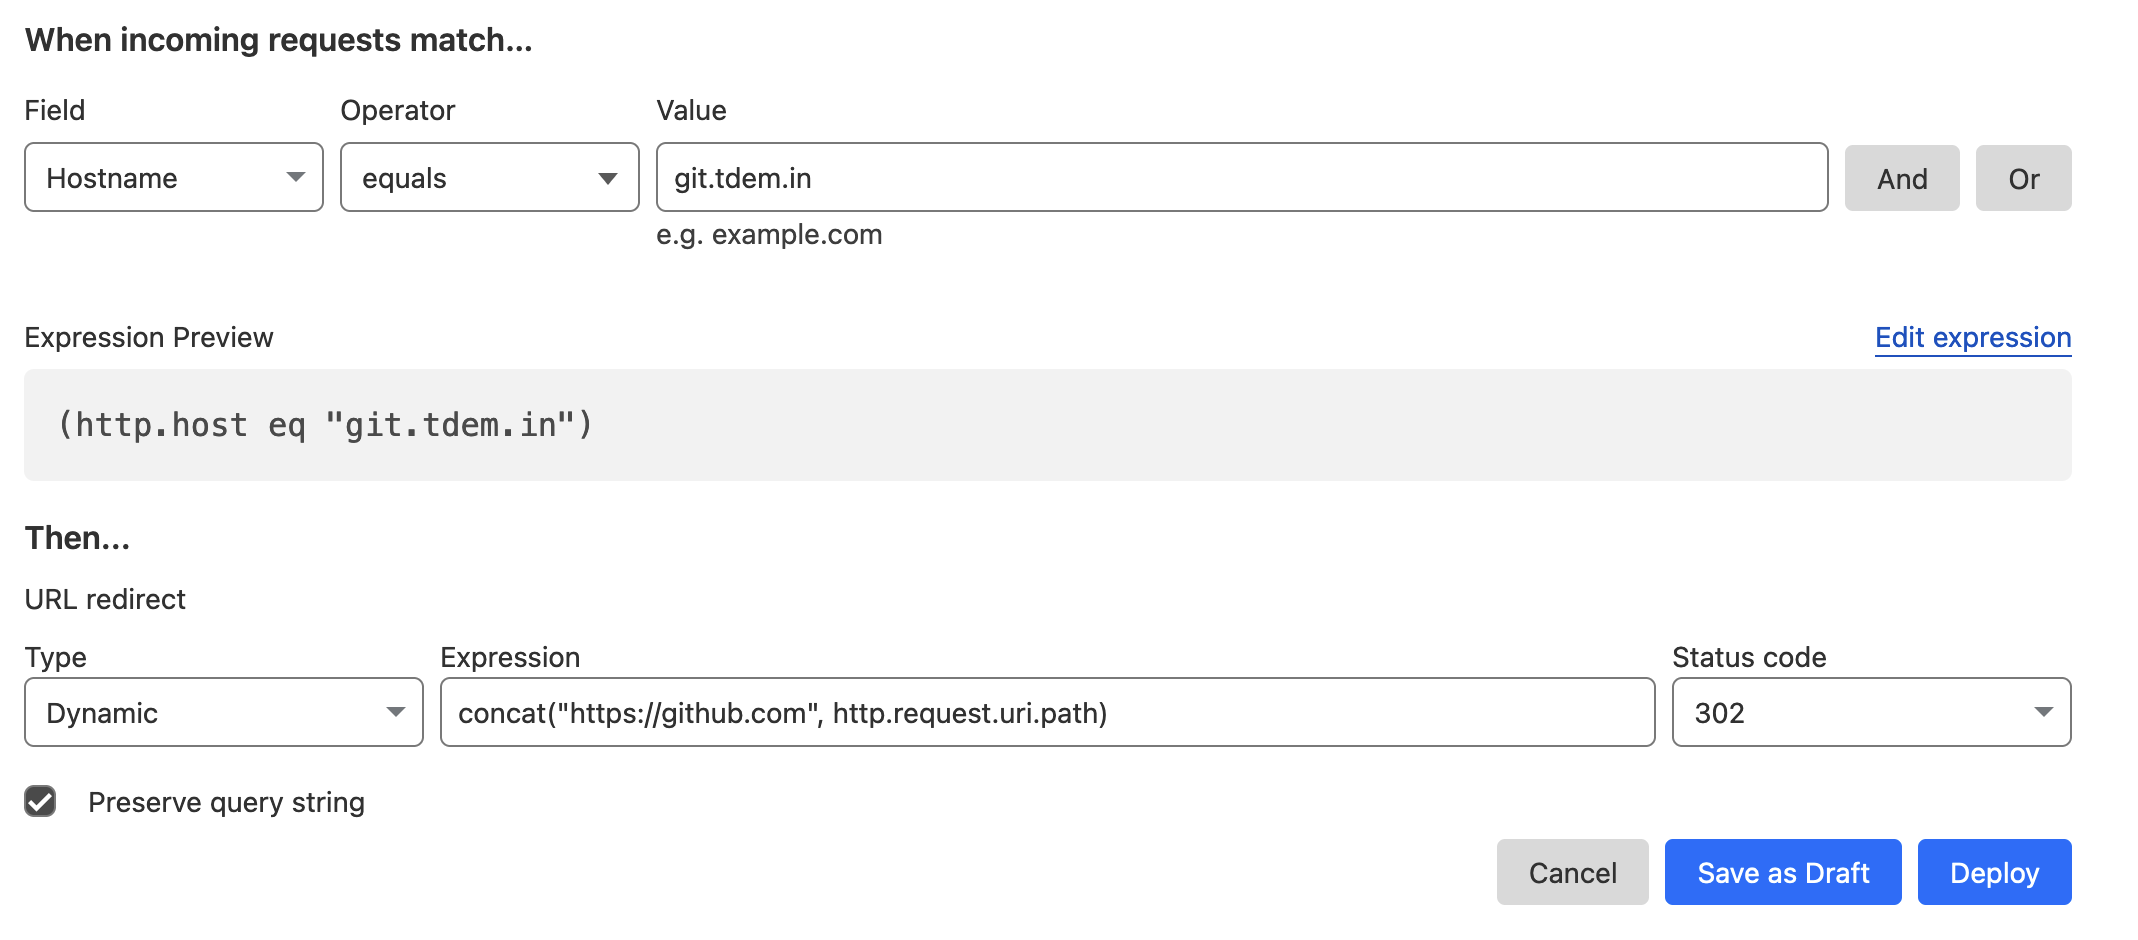 When incoming requests match...
Field Operator Value
Hostname equals git.tdem.in And Or
e.g. example.com
Expression Preview Edit expression
(http.host eq "git.tdem.in")
Then...
URL redirect
Type Expression Status code
Dynamic concat("https://github.com", http.request.uri.path) 302
Preserve query string
Cancel Save as Draft Deploy